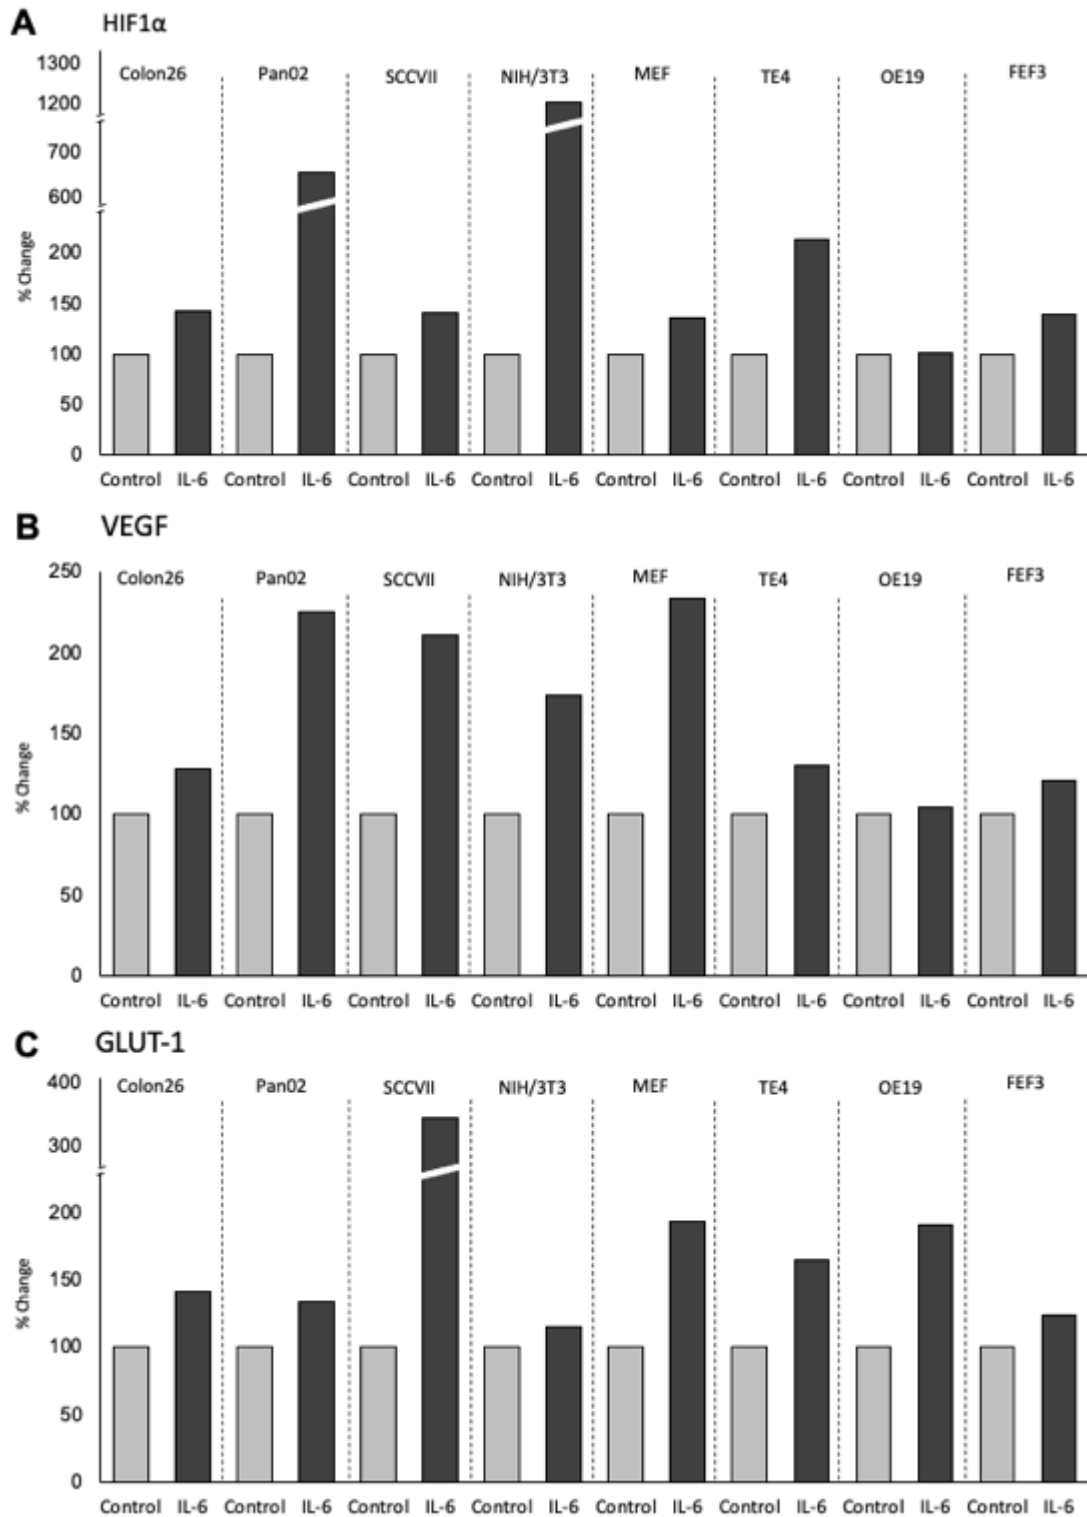 A HIF1α
Colon26 Pan02 SCCVII NIH/3T3 MEF TE4 OE19 FEF3
1300
1200
700
600
200
150
100
50
0
% Change
Control IL-6 Control IL-6 Control IL-6 Control IL-6 Control IL-6 Control IL-6 Control IL-6 Control IL-6
B VEGF
Colon26 Pan02 SCCVII NIH/3T3 MEF TE4 OE19 FEF3
250
200
150
100
50
0
% Change
Control IL-6 Control IL-6 Control IL-6 Control IL-6 Control IL-6 Control IL-6 Control IL-6 Control IL-6
C GLUT-1
Colon26 Pan02 SCCVII NIH/3T3 MEF TE4 OE19 FEF3
400
300
200
150
100
50
0
% Change
Control IL-6 Control IL-6 Control IL-6 Control IL-6 Control IL-6 Control IL-6 Control IL-6 Control IL-6